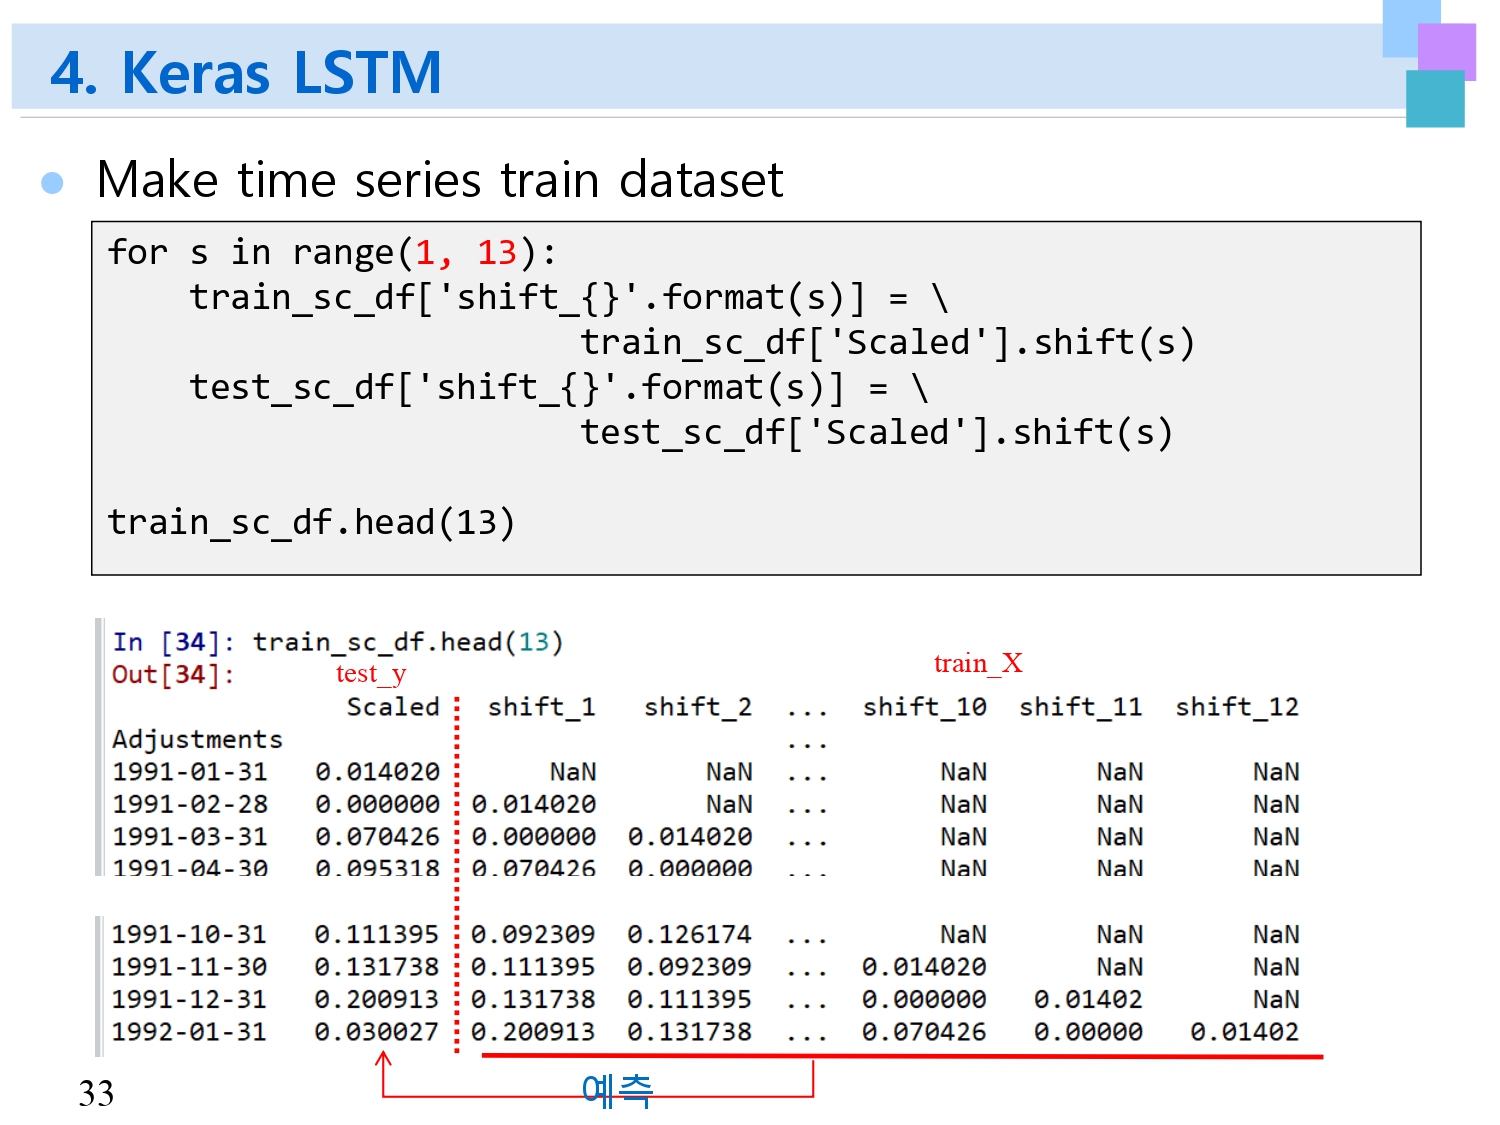 4. Keras LSTM
Make time series train dataset
for s in range(1, 13):
    train_sc_df['shift_{}'.format(s)] = \
                       train_sc_df['Scaled'].shift(s)
    test_sc_df['shift_{}'.format(s)] = \
                       test_sc_df['Scaled'].shift(s)
train_sc_df.head(13)
In [34]: train_sc_df.head(13)
Out[34]:
test_y train_X
Scaled shift_1 shift_2 ... shift_10 shift_11 shift_12
Adjustments ...
1991-01-31 0.014020 NaN NaN ... NaN NaN NaN
1991-02-28 0.000000 0.014020 NaN ... NaN NaN NaN
1991-03-31 0.070426 0.000000 0.014020 ... NaN NaN NaN
1991-04-30 0.095318 0.070426 0.000000 ... NaN NaN NaN
1991-10-31 0.111395 0.092309 0.126174 ... NaN NaN NaN
1991-11-30 0.131738 0.111395 0.092309 ... 0.014020 NaN NaN
1991-12-31 0.200913 0.131738 0.111395 ... 0.000000 0.01402 NaN
1992-01-31 0.030027 0.200913 0.131738 ... 0.070426 0.00000 0.01402
예측
33